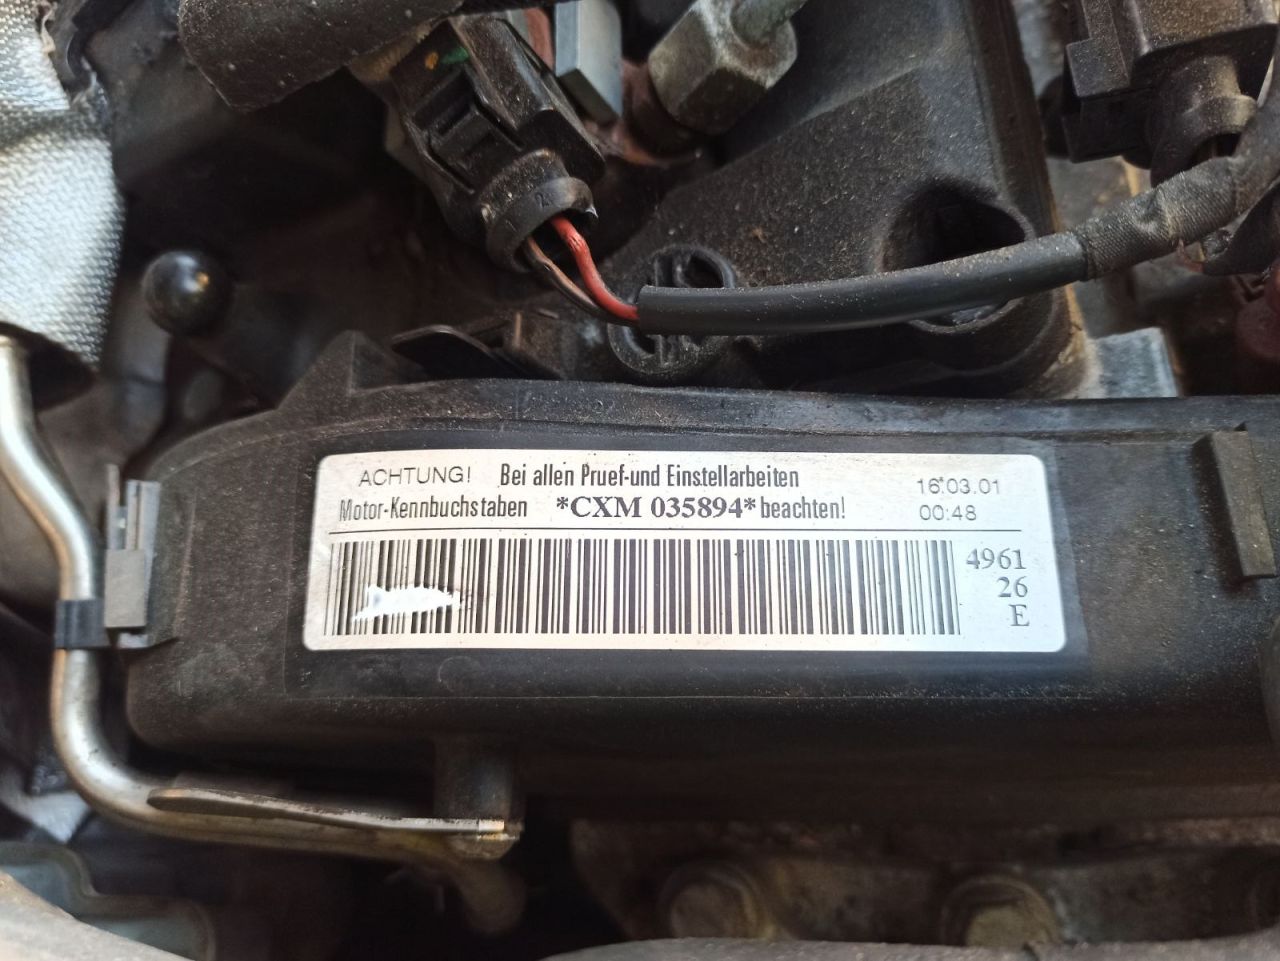 ACHTUNG! Bei allen Pruef-und Einstellarbeiten
Motor-Kennbuchstaben *CXM 035894* beachten!
16*03.01
00:48
4961
26
E